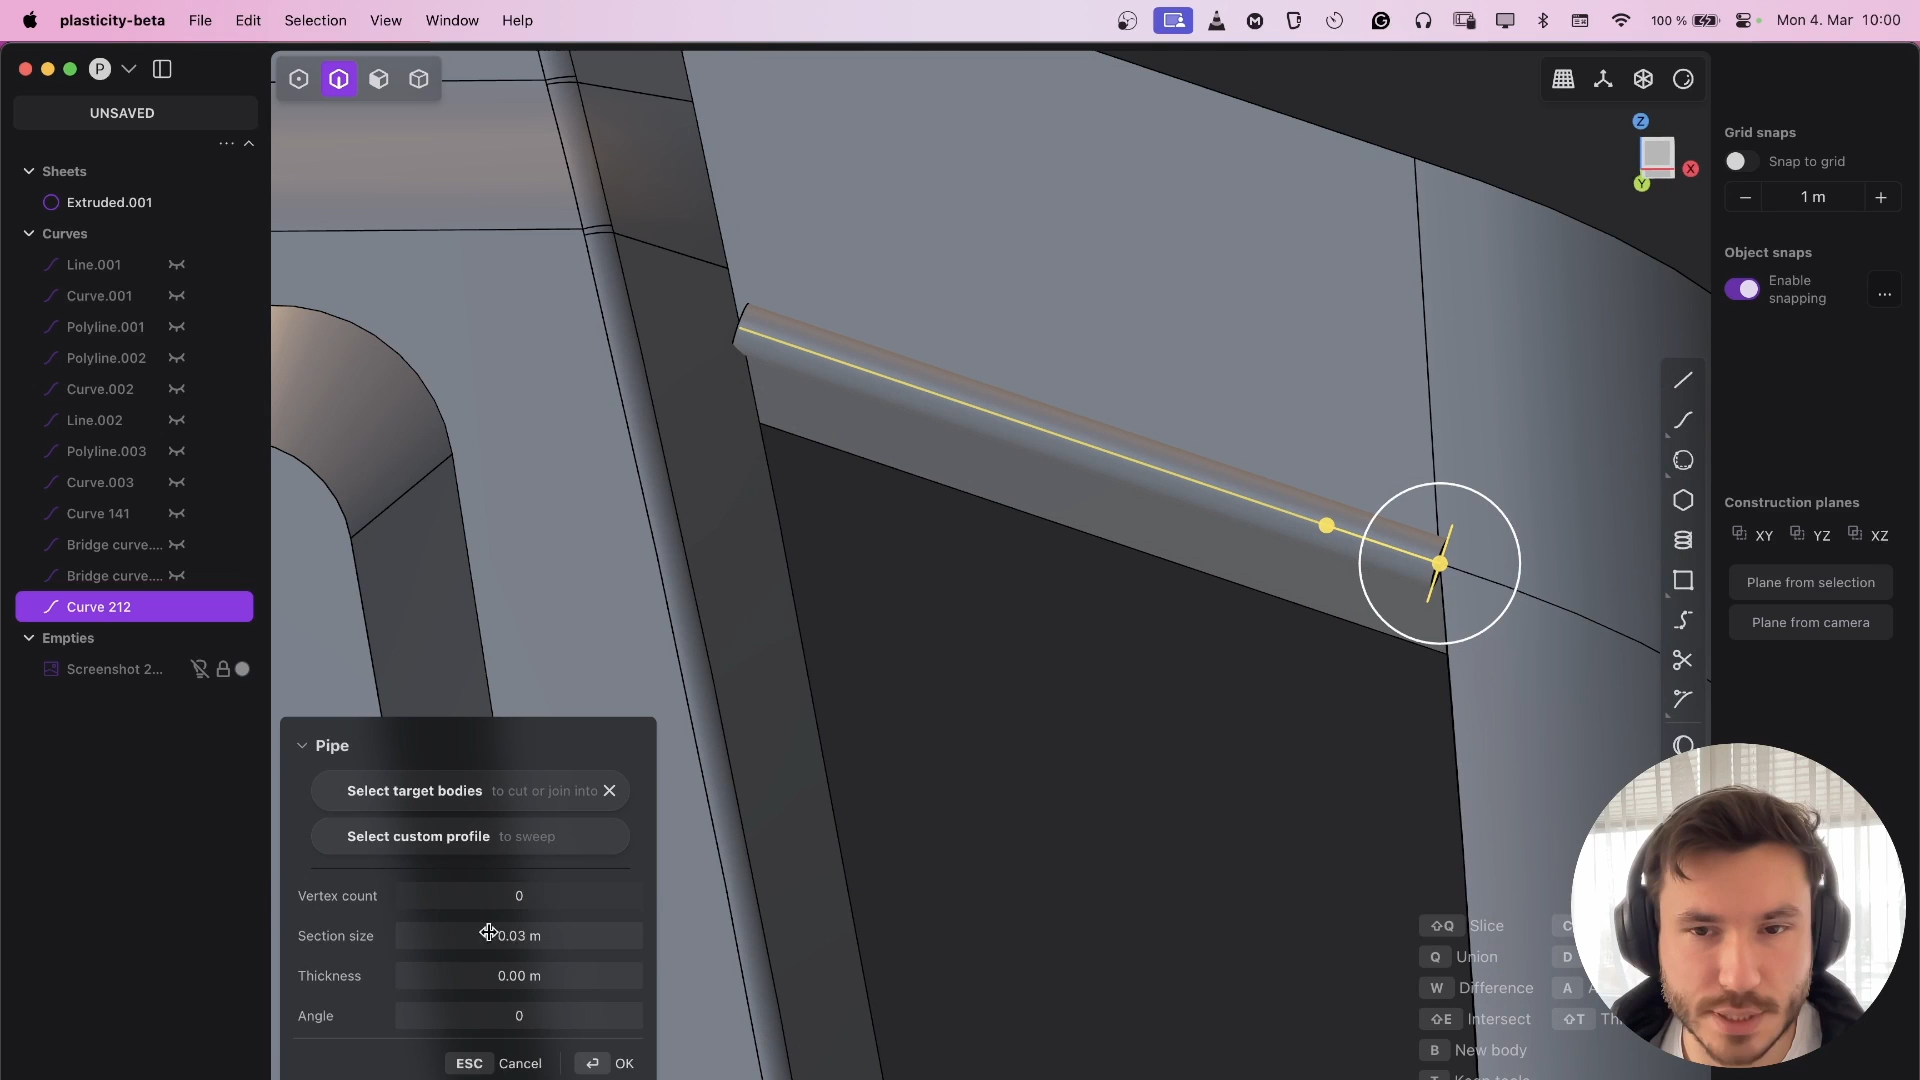 plasticity-beta File Edit Selection View Window Help 100 % Mon 4. Mar 10:00
P
UNSAVED
...
Sheets
Extruded.001
Curves
Line.001
Curve.001
Polyline.001
Polyline.002
Curve.002
Line.002
Polyline.003
Curve.003
Curve 141
Bridge curve....
Bridge curve....
Curve 212
Empties
Screenshot 2...
Z
X
Y
Grid snaps
Snap to grid
− 1 m +
Object snaps
Enable snapping
...
Construction planes
XY YZ XZ
Plane from selection
Plane from camera
Pipe
Select target bodies to cut or join into
Select custom profile to sweep
Vertex count 0
Section size 0.03 m
Thickness 0.00 m
Angle 0
ESC Cancel OK
⇧Q Slice
Q Union D
W Difference A
⇧E Intersect ⇧T
B New body